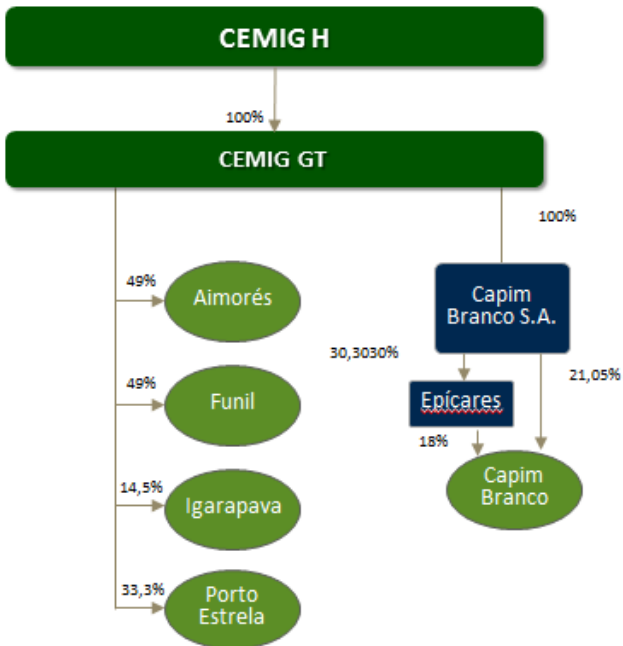 CEMIG H
100%
CEMIG GT
100%
49%
Aimorés
Capim
Branco S.A.
30,3030%
21,05%
49%
Funil
Epícares
18%
14,5%
Igarapava
Capim
Branco
33,3%
Porto
Estrela